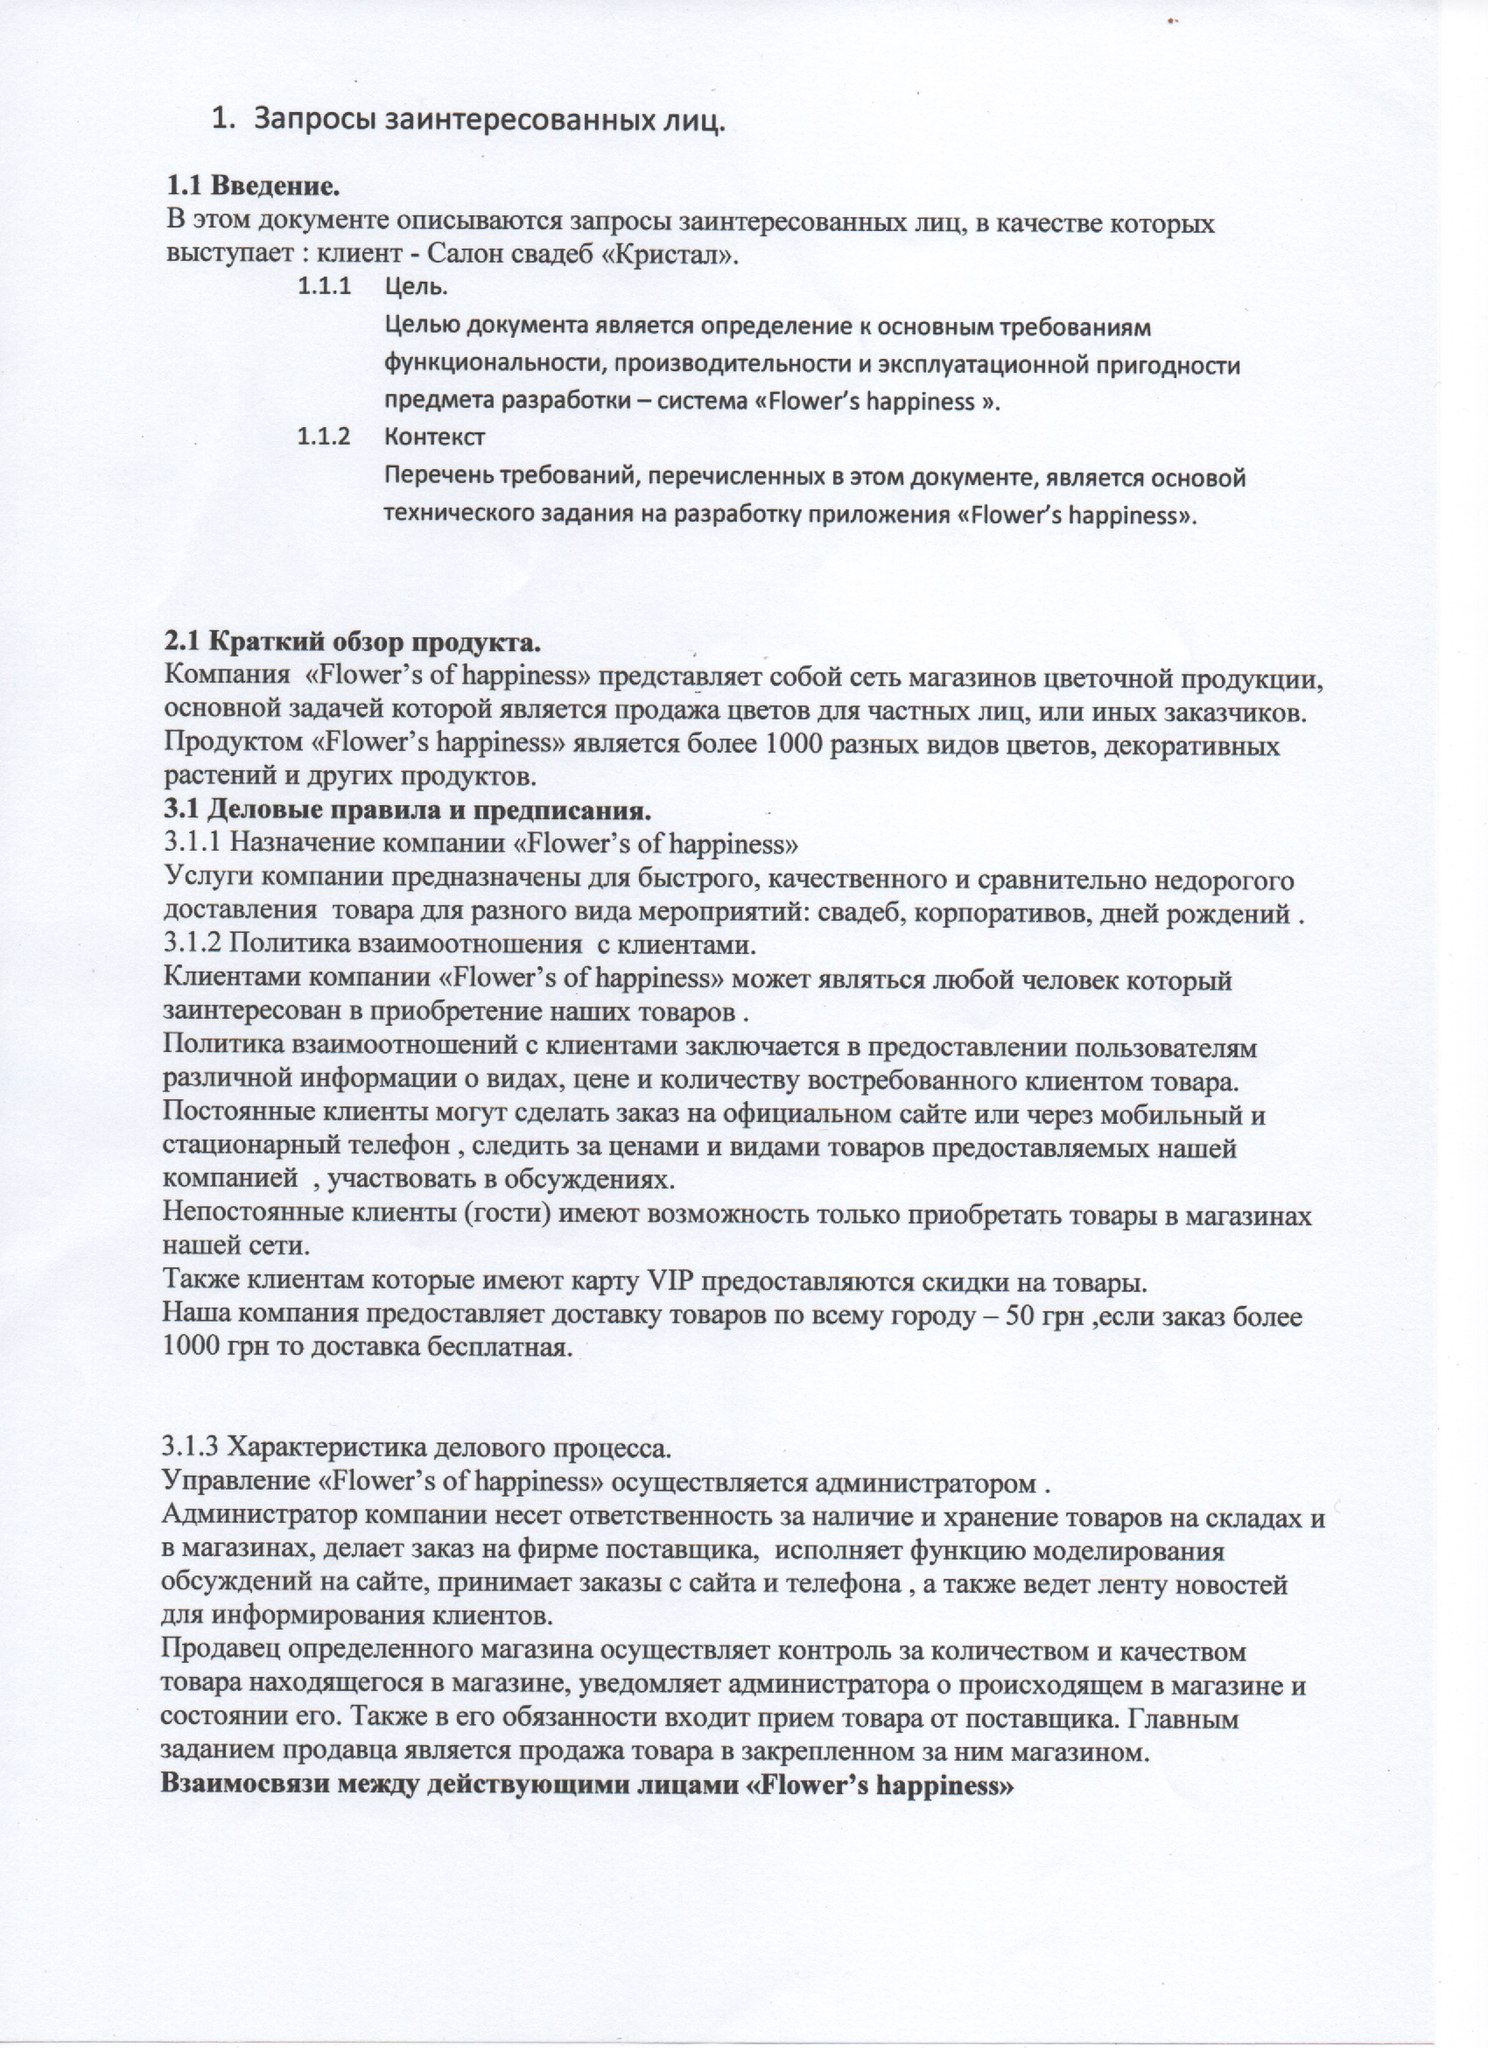 1. Запросы заинтересованных лиц.
1.1 Введение.
В этом документе описываются запросы заинтересованных лиц, в качестве которых
выступает : клиент - Салон свадеб «Кристал».
1.1.1 Цель.
Целью документа является определение к основным требованиям
функциональности, производительности и эксплуатационной пригодности
предмета разработки – система «Flower’s happiness ».
1.1.2 Контекст
Перечень требований, перечисленных в этом документе, является основой
технического задания на разработку приложения «Flower’s happiness».
2.1 Краткий обзор продукта.
Компания «Flower’s of happiness» представляет собой сеть магазинов цветочной продукции,
основной задачей которой является продажа цветов для частных лиц, или иных заказчиков.
Продуктом «Flower’s happiness» является более 1000 разных видов цветов, декоративных
растений и других продуктов.
3.1 Деловые правила и предписания.
3.1.1 Назначение компании «Flower’s of happiness»
Услуги компании предназначены для быстрого, качественного и сравнительно недорогого
доставления товара для разного вида мероприятий: свадеб, корпоративов, дней рождений .
3.1.2 Политика взаимоотношения с клиентами.
Клиентами компании «Flower’s of happiness» может являться любой человек который
заинтересован в приобретение наших товаров .
Политика взаимоотношений с клиентами заключается в предоставлении пользователям
различной информации о видах, цене и количеству востребованного клиентом товара.
Постоянные клиенты могут сделать заказ на официальном сайте или через мобильный и
стационарный телефон , следить за ценами и видами товаров предоставляемых нашей
компанией , участвовать в обсуждениях.
Непостоянные клиенты (гости) имеют возможность только приобретать товары в магазинах
нашей сети.
Также клиентам которые имеют карту VIP предоставляются скидки на товары.
Наша компания предоставляет доставку товаров по всему городу – 50 грн ,если заказ более
1000 грн то доставка бесплатная.
3.1.3 Характеристика делового процесса.
Управление «Flower’s of happiness» осуществляется администратором .
Администратор компании несет ответственность за наличие и хранение товаров на складах и
в магазинах, делает заказ на фирме поставщика, исполняет функцию моделирования
обсуждений на сайте, принимает заказы с сайта и телефона , а также ведет ленту новостей
для информирования клиентов.
Продавец определенного магазина осуществляет контроль за количеством и качеством
товара находящегося в магазине, уведомляет администратора о происходящем в магазине и
состоянии его. Также в его обязанности входит прием товара от поставщика. Главным
заданием продавца является продажа товара в закрепленном за ним магазином.
Взаимосвязи между действующими лицами «Flower’s happiness»